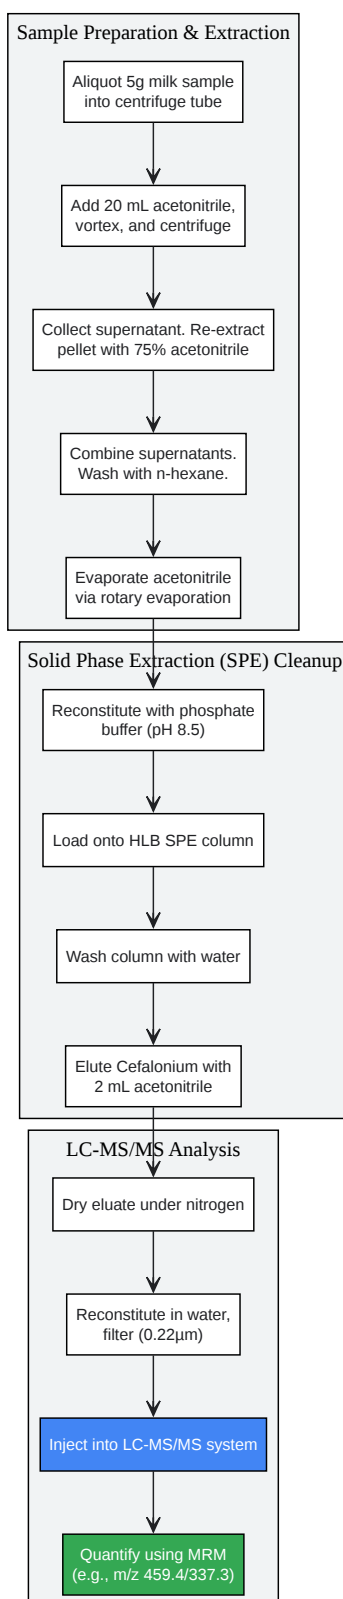 Sample Preparation & Extraction
Aliquot 5g milk sample
into centrifuge tube
Add 20 mL acetonitrile,
vortex, and centrifuge
Collect supernatant. Re-extract
pellet with 75% acetonitrile
Combine supernatants.
Wash with n-hexane.
Evaporate acetonitrile
via rotary evaporation
Solid Phase Extraction (SPE) Cleanup
Reconstitute with phosphate
buffer (pH 8.5)
Load onto HLB SPE column
Wash column with water
Elute Cefalonium with
2 mL acetonitrile
LC-MS/MS Analysis
Dry eluate under nitrogen
Reconstitute in water,
filter (0.22µm)
Inject into LC-MS/MS system
Quantify using MRM
(e.g., m/z 459.4/337.3)